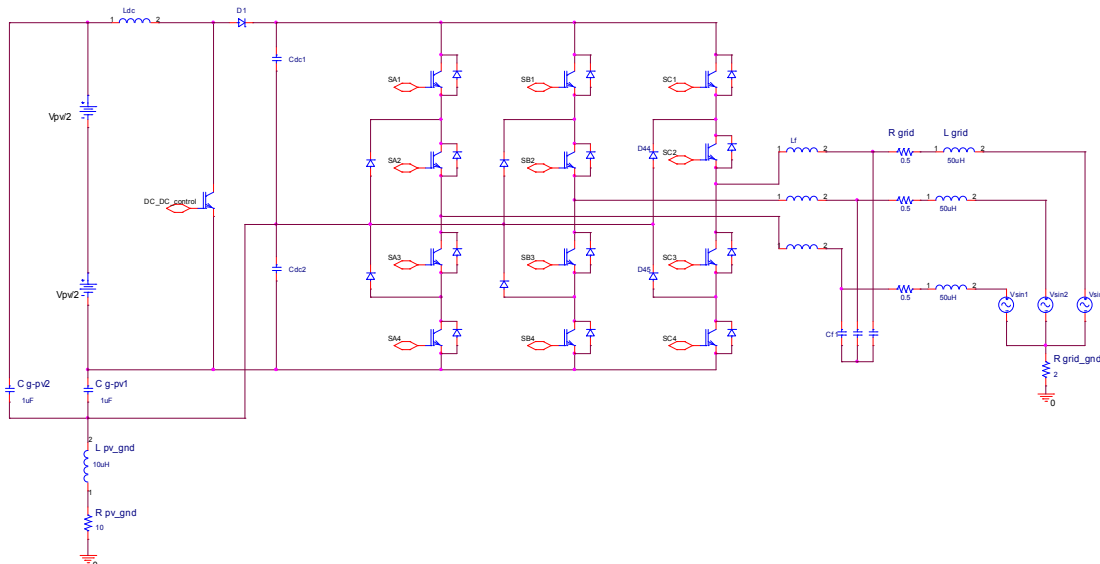 Ldc
1
2
D1
Cdc1
SA1
SB1
SC1
Vpv/2
+
-
SA2
SB2
D44
SC2
Lf
1
2
R grid
0.5
L grid
1
2
50uH
DC_DC_control
1
2
0.5
1
2
50uH
Cdc2
SA3
SB3
D45
SC3
1
2
0.5
1
2
50uH
+
Vpv/2
-
Vsin1
Vsin2
SA4
SB4
SC4
R grid_gnd
2
0
C g-pv2
1uF
C g-pv1
1uF
2
L pv_gnd
10uH
1
R pv_gnd
10